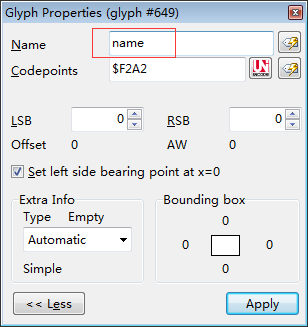 Glyph Properties (glyph #649)
Name name
Codepoints $F2A2
UNICODE
LSB 0 RSB 0
Offset 0 AW 0
Set left side bearing point at x=0
Extra Info Bounding box
Type Empty 0
Automatic 0 0
Simple 0
<< Less Apply